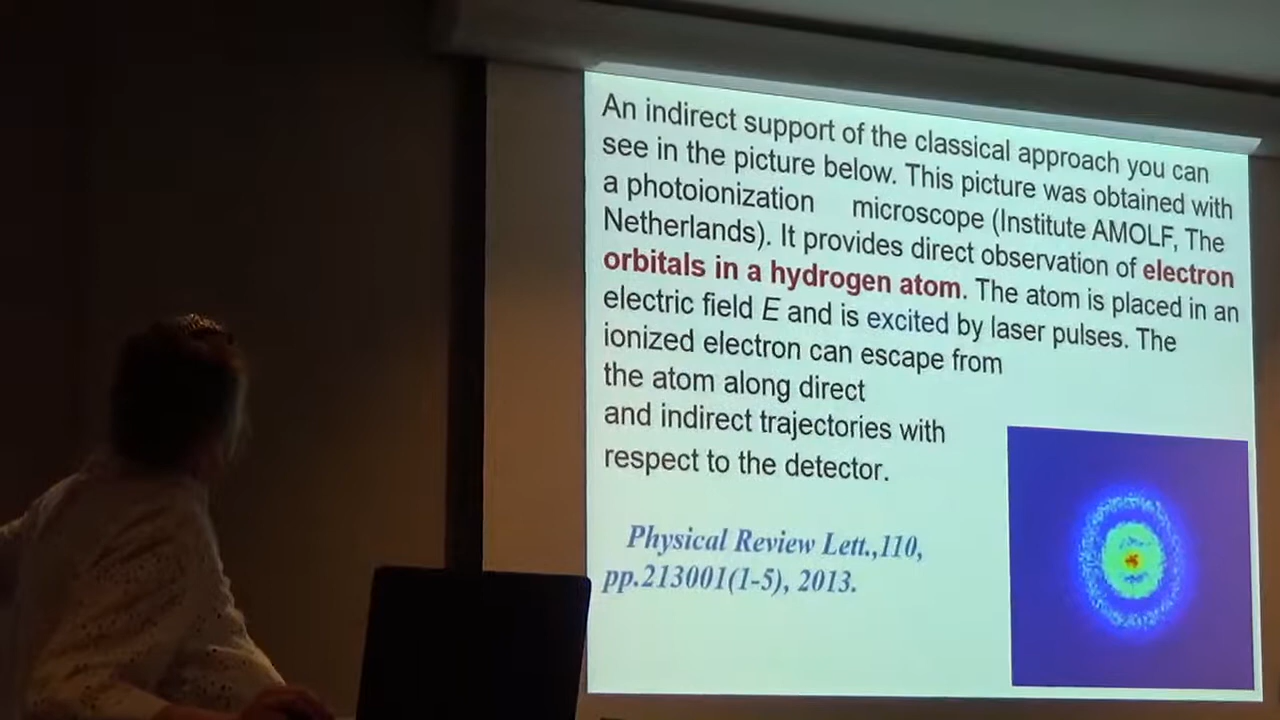 An indirect support of the classical approach you can
see in the picture below. This picture was obtained with
a photoionization microscope (Institute AMOLF, The
Netherlands). It provides direct observation of electron
orbitals in a hydrogen atom. The atom is placed in an
electric field E and is excited by laser pulses. The
ionized electron can escape from
the atom along direct
and indirect trajectories with
respect to the detector.
Physical Review Lett.,110,
pp.213001(1-5), 2013.